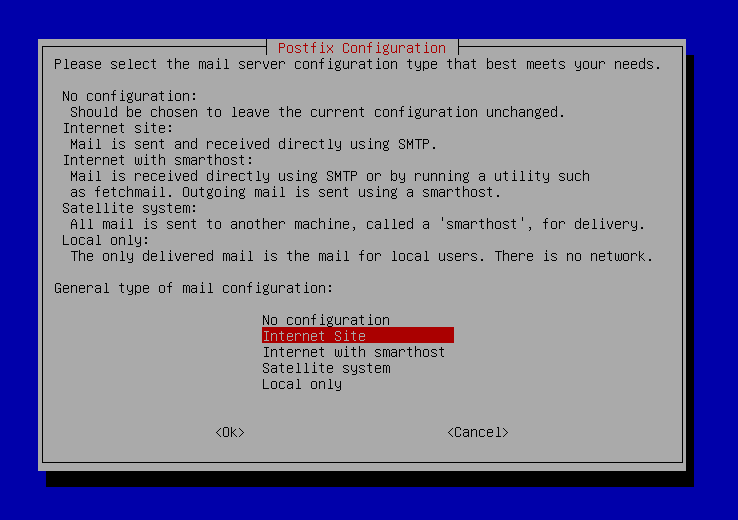 Postfix Configuration
Please select the mail server configuration type that best meets your needs.
No configuration:
Should be chosen to leave the current configuration unchanged.
Internet site:
Mail is sent and received directly using SMTP.
Internet with smarthost:
Mail is received directly using SMTP or by running a utility such
as fetchmail. Outgoing mail is sent using a smarthost.
Satellite system:
All mail is sent to another machine, called a 'smarthost', for delivery.
Local only:
The only delivered mail is the mail for local users. There is no network.
General type of mail configuration:
No configuration
Internet Site
Internet with smarthost
Satellite system
Local only
<Ok> <Cancel>